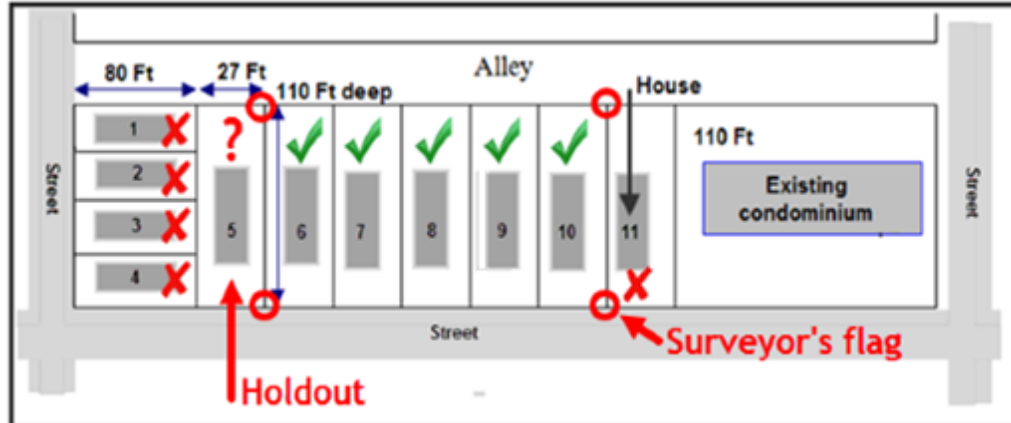 Alley
80 Ft
27 Ft
110 Ft deep
House
1
2
3
4
?
5
6
7
8
9
10
11
110 Ft
Existing
condominium
Street
Street
Street
Surveyor's flag
Holdout